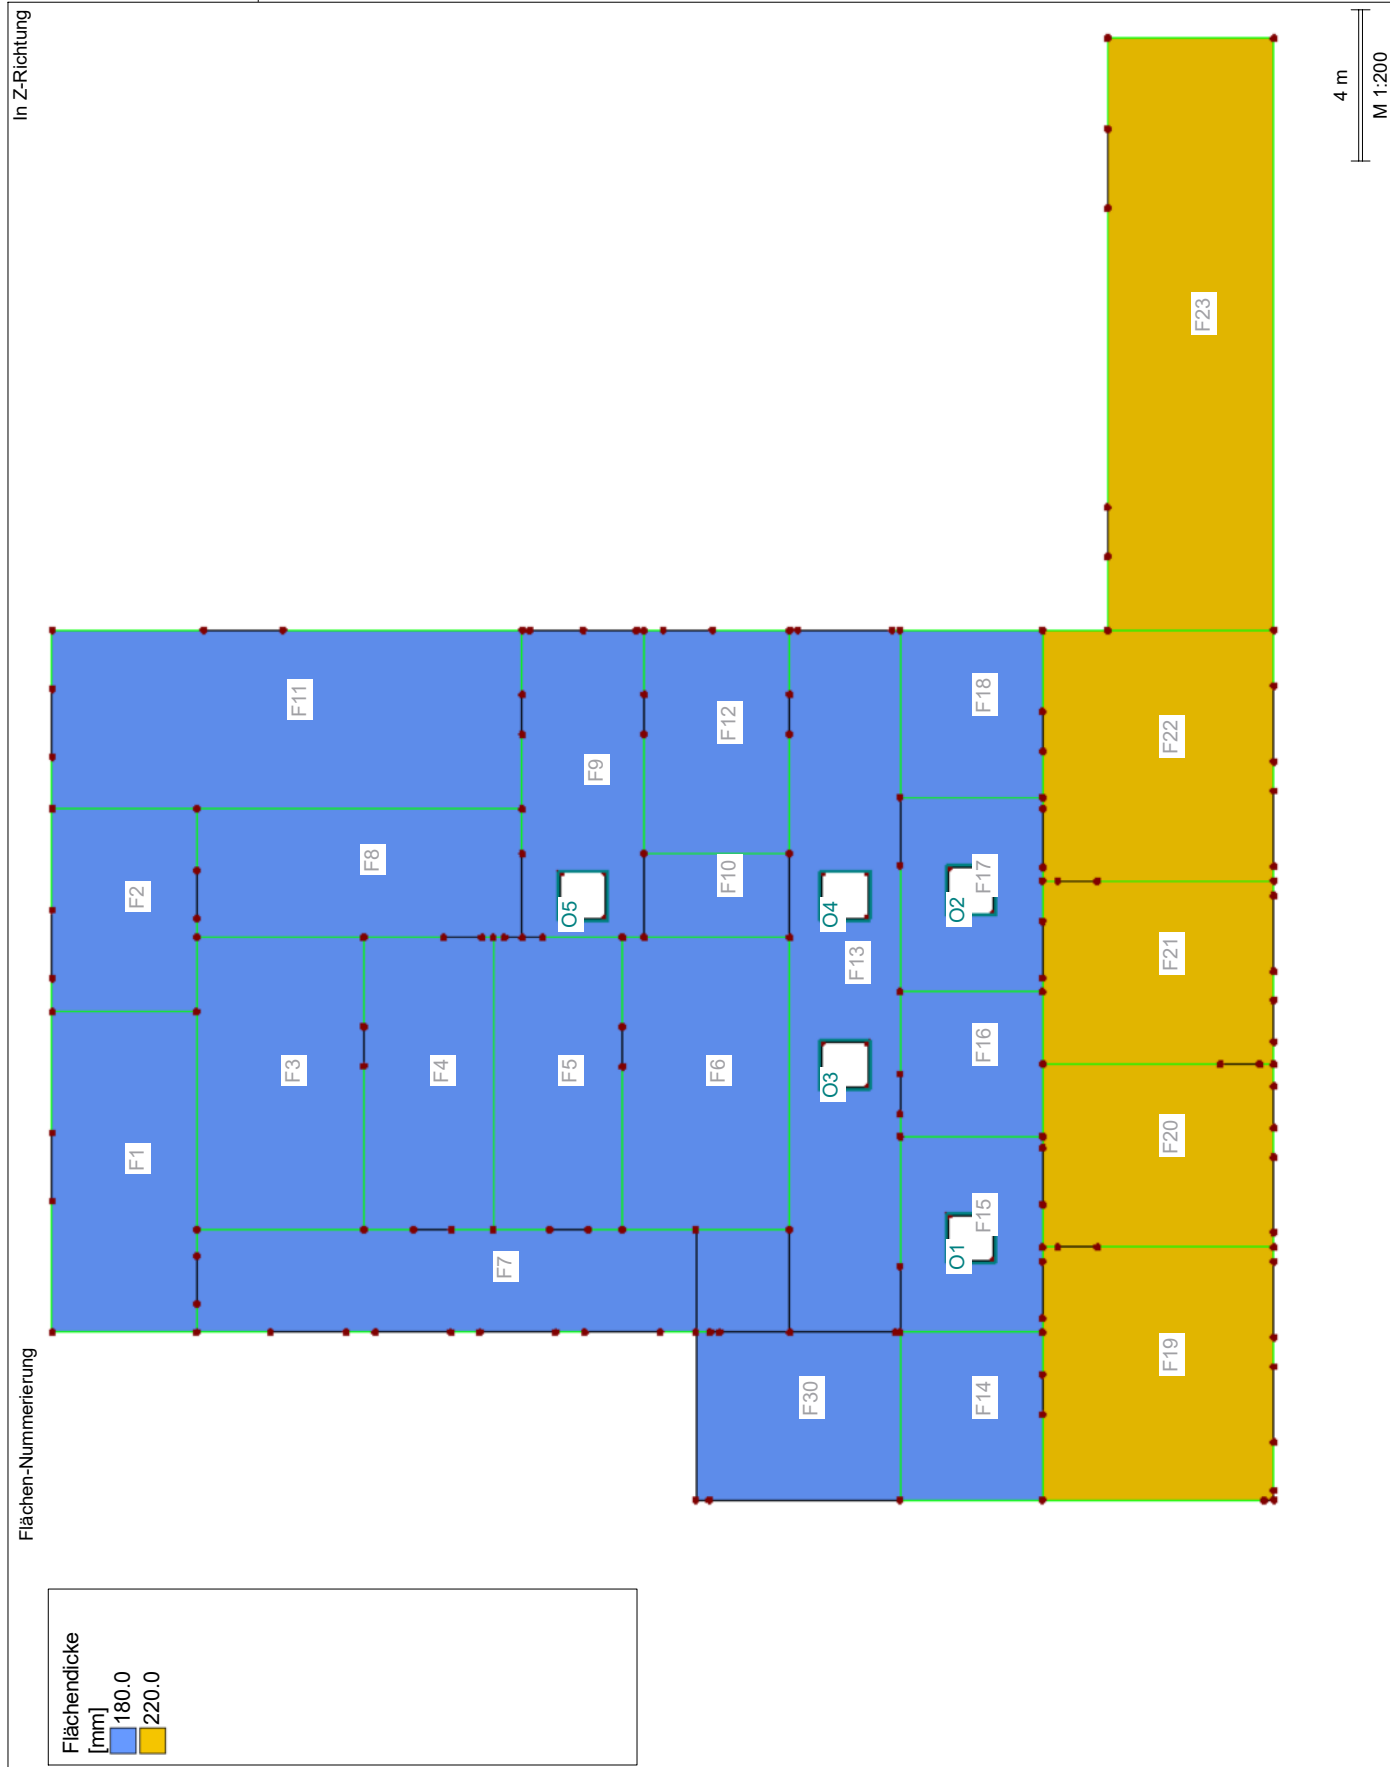 In Z-Richtung
Flächen-Nummerierung
Flächendicke
[mm]
180.0
220.0
F1
F2
F11
F3
F8
F4
F7
F5
O5
F9
F6
F10
F12
F30
O3
O4
F13
F14
O1
F15
F16
O2
F17
F18
F19
F20
F21
F22
F23
4 m
M 1:200